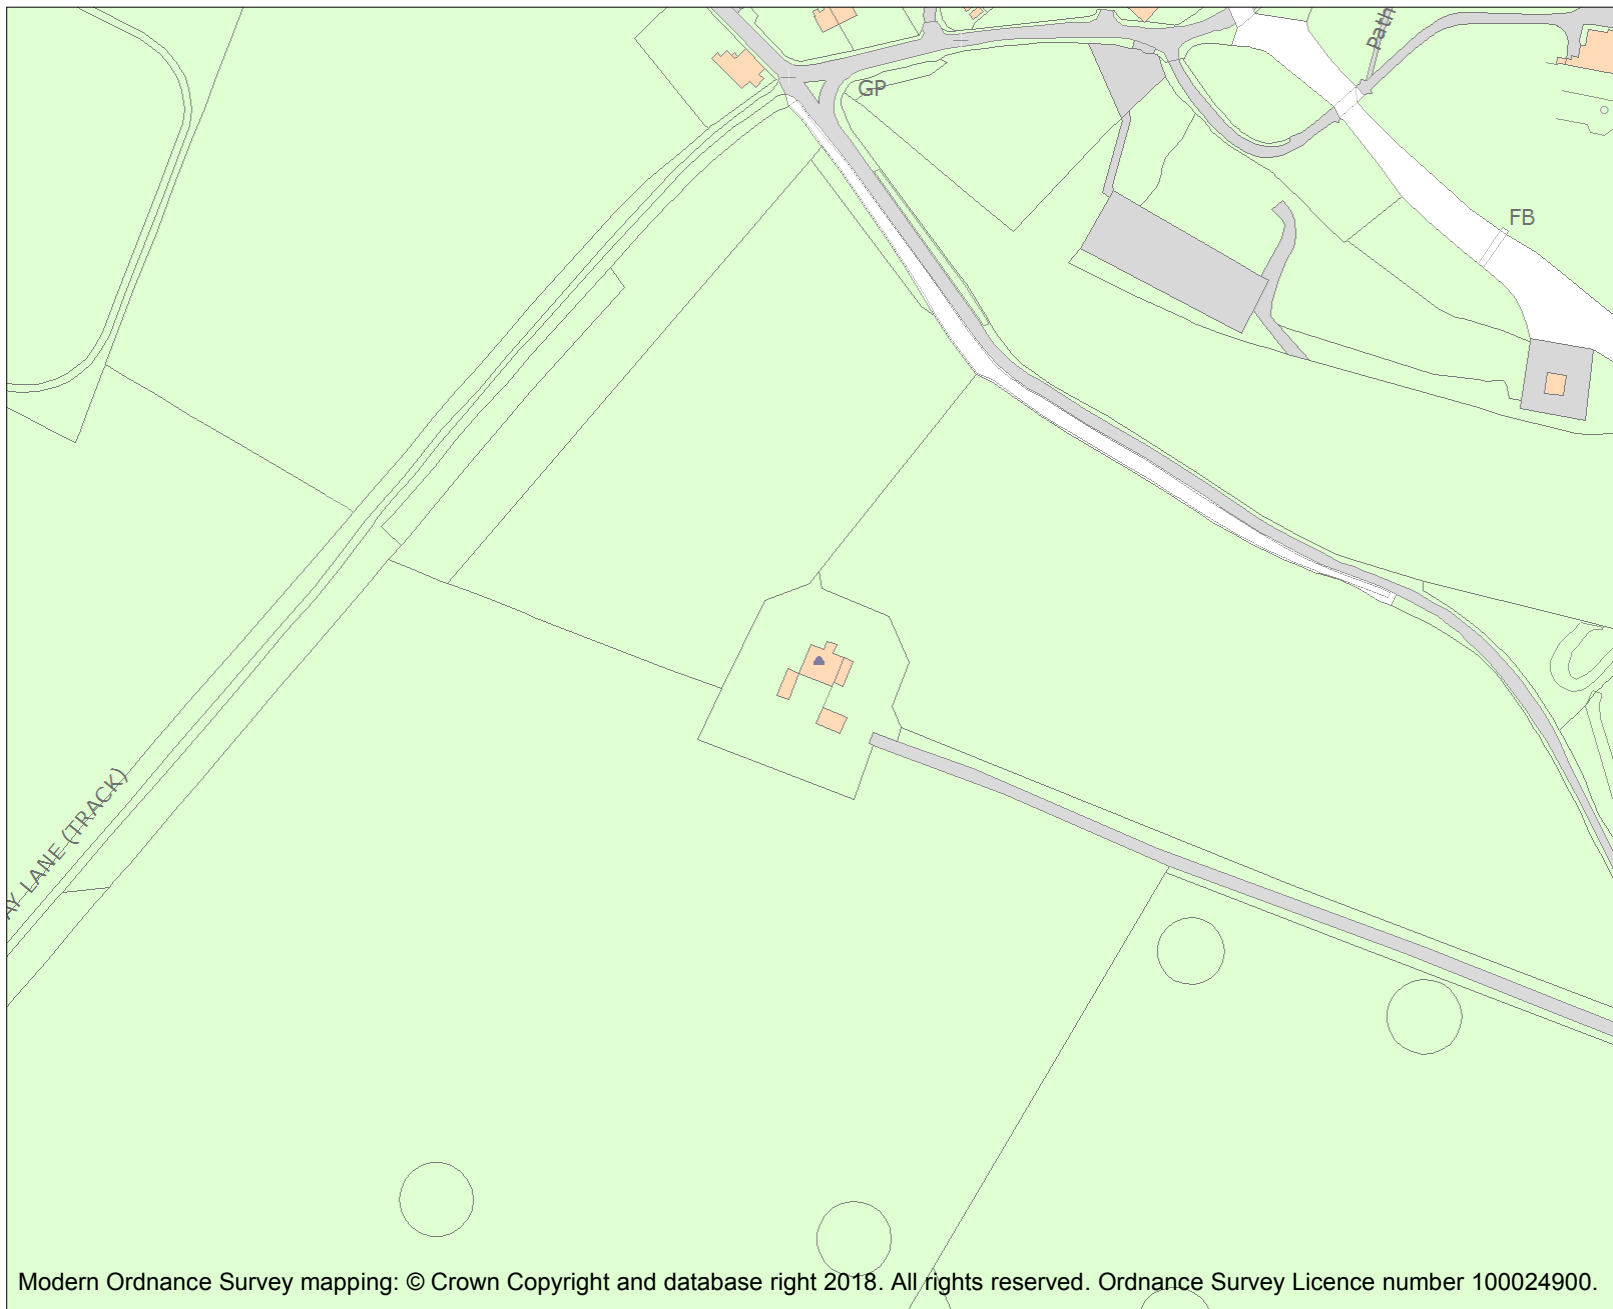 Path
GP
FB
AY LANE (TRACK)
Modern Ordnance Survey mapping: © Crown Copyright and database right 2018. All rights reserved. Ordnance Survey Licence number 100024900.